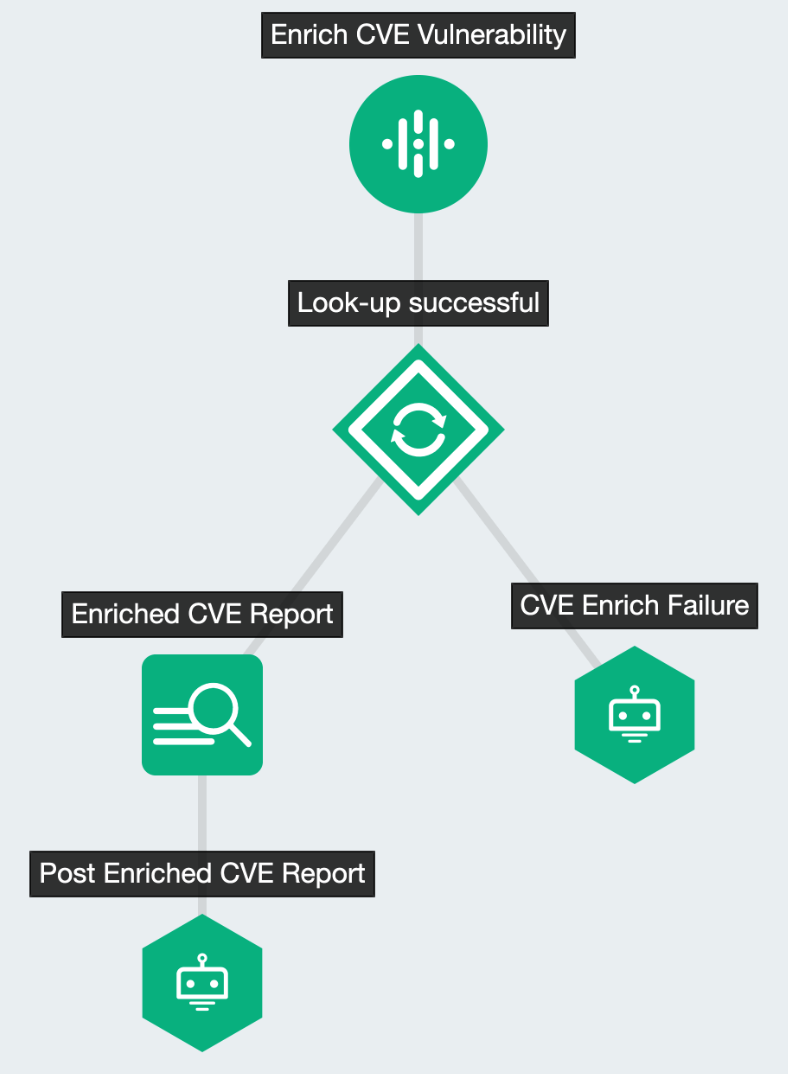 Enrich CVE Vulnerability
Look-up successful
Enriched CVE Report
CVE Enrich Failure
Post Enriched CVE Report